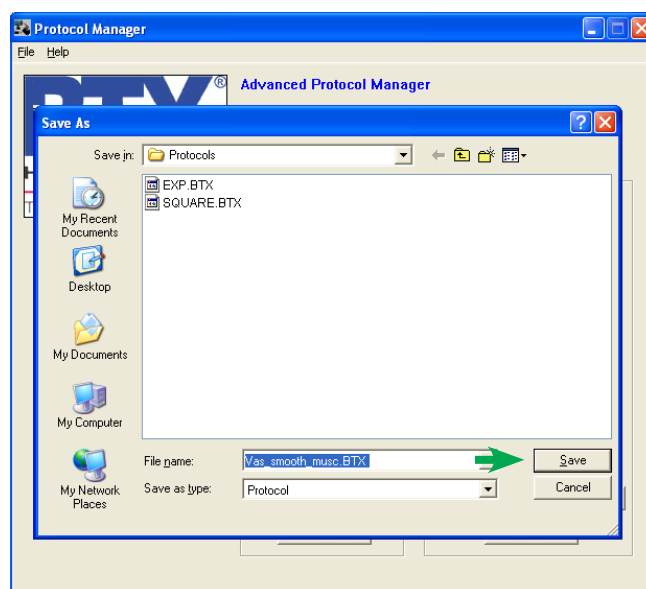 Protocol Manage
File Help
®
Advanced Protocol Manager
Save As
Save in:
Protocols
EXP.BTX
SQUARE.BTX
My Recent
Documents
Desktop
My Documents
My Computer
My Network
Places
File name:
Vas_smooth_musc.BTX
Save
Save as type:
Protocol
Cancel